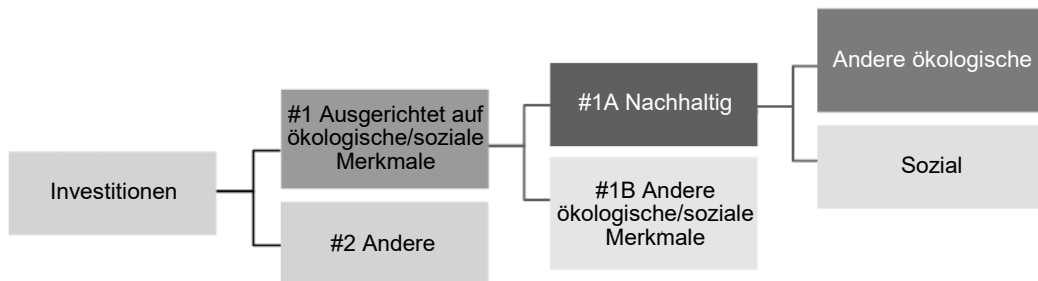 Investitionen
#1 Ausgerichtet auf
ökologische/soziale
Merkmale
#2 Andere
#1A Nachhaltig
#1B Andere
ökologische/soziale
Merkmale
Andere ökologische
Sozial